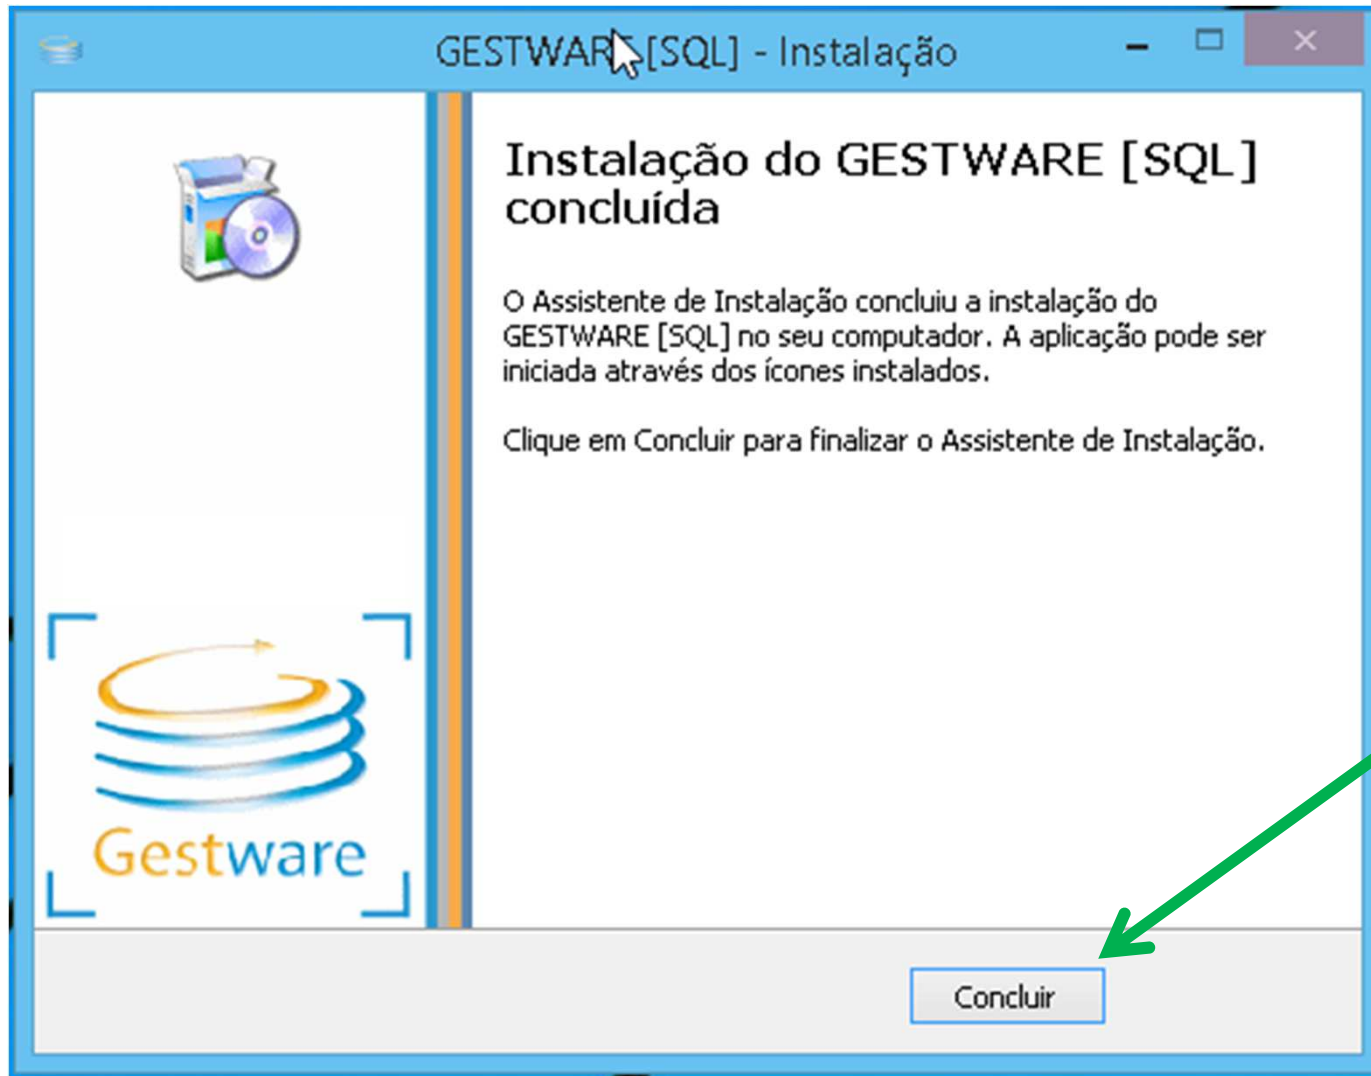 GESTWARE [SQL] - Instalação
Instalação do GESTWARE [SQL]
concluída
O Assistente de Instalação concluiu a instalação do
GESTWARE [SQL] no seu computador. A aplicação pode ser
iniciada através dos ícones instalados.
Clique em Concluir para finalizar o Assistente de Instalação.
Gestware
Concluir